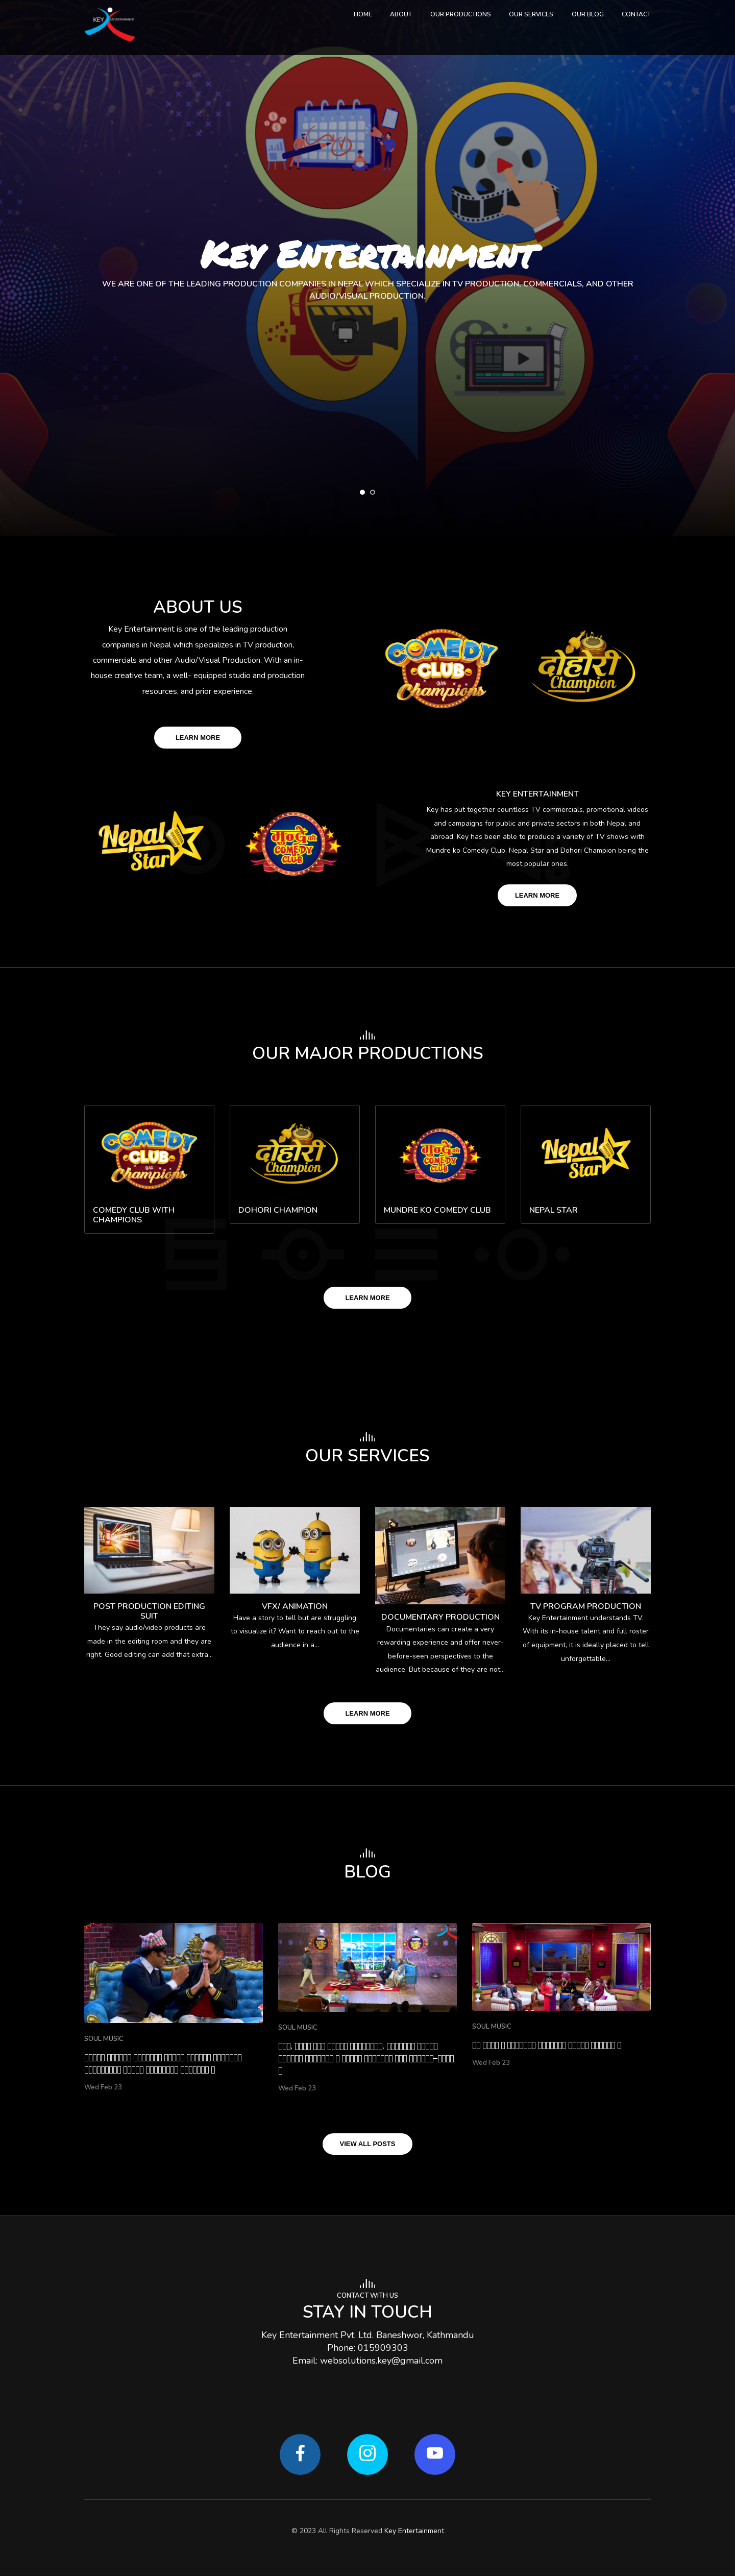 KEY ENTERTAINMENT
HOME
ABOUT
OUR PRODUCTIONS
OUR SERVICES
OUR BLOG
CONTACT
Key Entertainment
WE ARE ONE OF THE LEADING PRODUCTION COMPANIES IN NEPAL WHICH SPECIALIZE IN TV PRODUCTION, COMMERCIALS, AND OTHER
AUDIO/VISUAL PRODUCTION.
ABOUT US
Key Entertainment is one of the leading production
companies in Nepal which specializes in TV production,
commercials and other Audio/Visual Production. With an in-
house creative team, a well- equipped studio and production
resources, and prior experience.
LEARN MORE
COMEDY
CLUB
with
Champions
दोहोरी
Champion
Nepal
Star
मुन्द्रेको
COMEDY
CLUB
KEY ENTERTAINMENT
Key has put together countless TV commercials, promotional videos
and campaigns for public and private sectors in both Nepal and
abroad. Key has been able to produce a variety of TV shows with
Mundre ko Comedy Club, Nepal Star and Dohori Champion being the
most popular ones.
LEARN MORE
OUR MAJOR PRODUCTIONS
COMEDY
CLUB
with
Champions
COMEDY CLUB WITH
CHAMPIONS
दोहोरी
Champion
DOHORI CHAMPION
मुन्द्रेको
COMEDY
CLUB
MUNDRE KO COMEDY CLUB
Nepal
Star
NEPAL STAR
LEARN MORE
OUR SERVICES
POST PRODUCTION EDITING
SUIT
They say audio/video products are
made in the editing room and they are
right. Good editing can add that extra...
VFX/ ANIMATION
Have a story to tell but are struggling
to visualize it? Want to reach out to the
audience in a...
DOCUMENTARY PRODUCTION
Documentaries can create a very
rewarding experience and offer never-
before-seen perspectives to the
audience. But because of they are not...
TV PROGRAM PRODUCTION
Key Entertainment understands TV.
With its in-house talent and full roster
of equipment, it is ideally placed to tell
unforgettable...
LEARN MORE
BLOG
SOUL MUSIC
Wed Feb 23
SOUL MUSIC
Wed Feb 23
SOUL MUSIC
Wed Feb 23
VIEW ALL POSTS
CONTACT WITH US
STAY IN TOUCH
Key Entertainment Pvt. Ltd. Baneshwor, Kathmandu
Phone: 015909303
Email: websolutions.key@gmail.com
© 2023 All Rights Reserved Key Entertainment